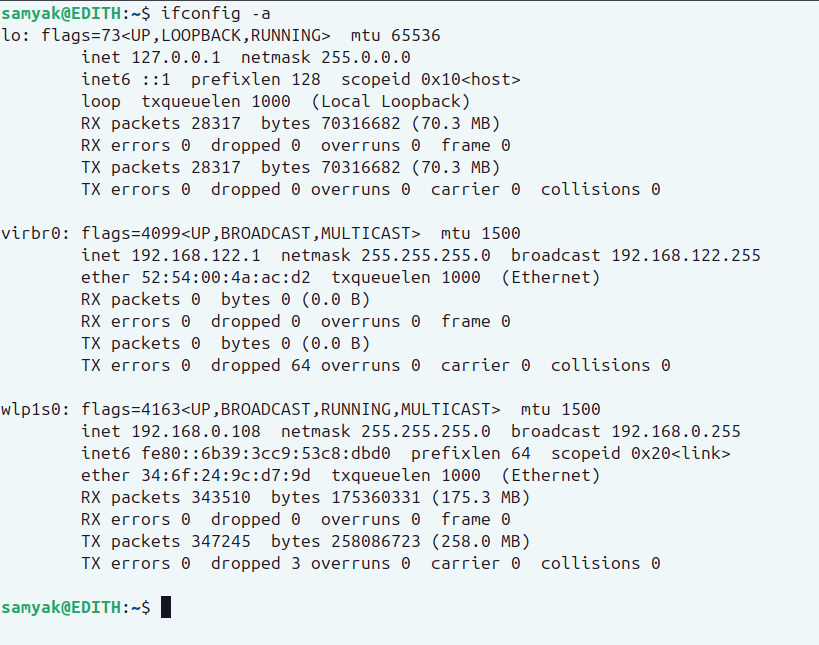 samyak@EDITH:~$ ifconfig -a
lo: flags=73<UP,LOOPBACK,RUNNING>  mtu 65536
        inet 127.0.0.1  netmask 255.0.0.0
        inet6 ::1  prefixlen 128  scopeid 0x10<host>
        loop  txqueuelen 1000  (Local Loopback)
        RX packets 28317  bytes 70316682 (70.3 MB)
        RX errors 0  dropped 0  overruns 0  frame 0
        TX packets 28317  bytes 70316682 (70.3 MB)
        TX errors 0  dropped 0 overruns 0  carrier 0  collisions 0

virbr0: flags=4099<UP,BROADCAST,MULTICAST>  mtu 1500
        inet 192.168.122.1  netmask 255.255.255.0  broadcast 192.168.122.255
        ether 52:54:00:4a:ac:d2  txqueuelen 1000  (Ethernet)
        RX packets 0  bytes 0 (0.0 B)
        RX errors 0  dropped 0  overruns 0  frame 0
        TX packets 0  bytes 0 (0.0 B)
        TX errors 0  dropped 64 overruns 0  carrier 0  collisions 0

wlp1s0: flags=4163<UP,BROADCAST,RUNNING,MULTICAST>  mtu 1500
        inet 192.168.0.108  netmask 255.255.255.0  broadcast 192.168.0.255
        inet6 fe80::6b39:3cc9:53c8:dbd0  prefixlen 64  scopeid 0x20<link>
        ether 34:6f:24:9c:d7:9d  txqueuelen 1000  (Ethernet)
        RX packets 343510  bytes 175360331 (175.3 MB)
        RX errors 0  dropped 0  overruns 0  frame 0
        TX packets 347245  bytes 258086723 (258.0 MB)
        TX errors 0  dropped 3 overruns 0  carrier 0  collisions 0

samyak@EDITH:~$